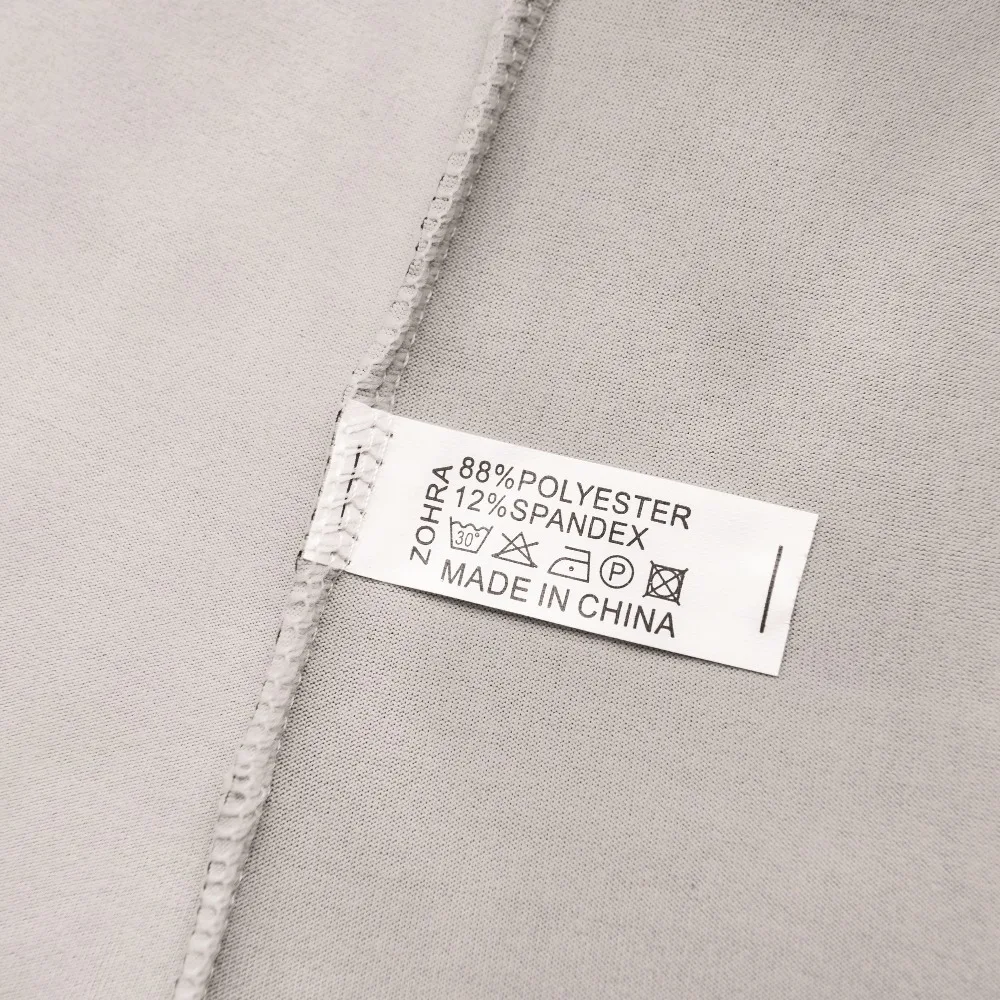 ZOHRA
88%POLYESTER
12%SPANDEX
30°
P
MADE IN CHINA